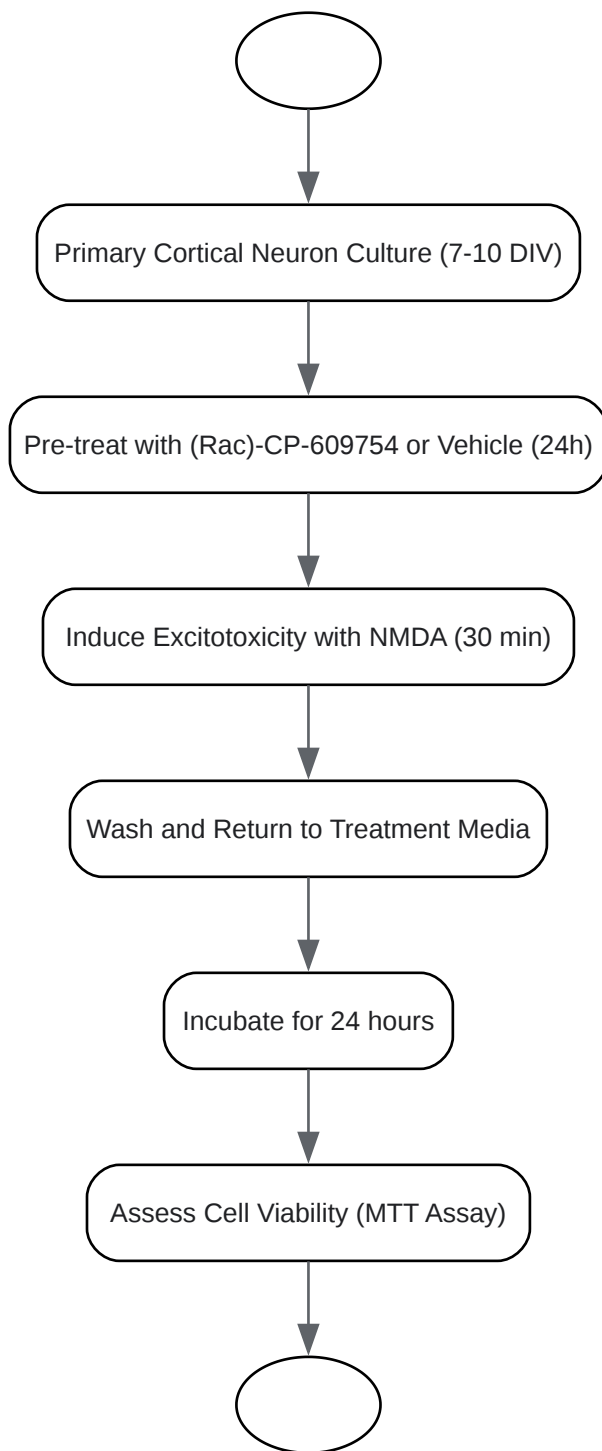 Primary Cortical Neuron Culture (7-10 DIV)
Pre-treat with (Rac)-CP-609754 or Vehicle (24h)
Induce Excitotoxicity with NMDA (30 min)
Wash and Return to Treatment Media
Incubate for 24 hours
Assess Cell Viability (MTT Assay)